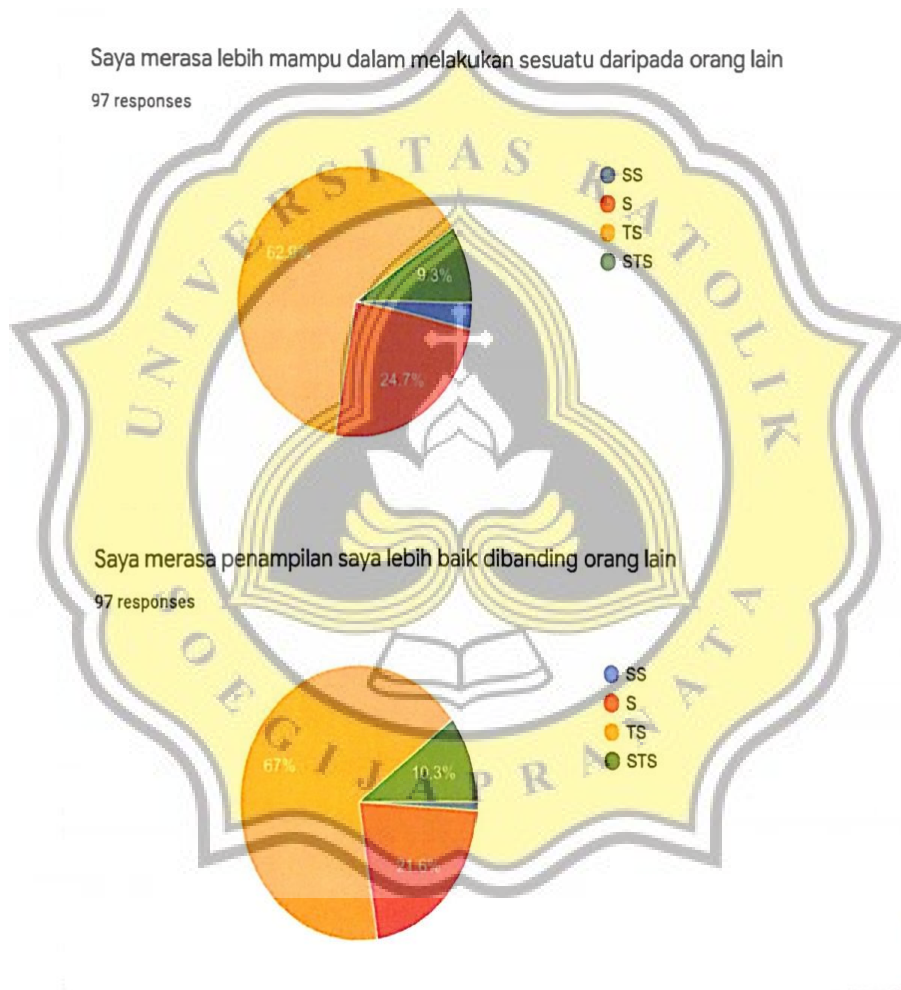 Saya merasa lebih mampu dalam melakukan sesuatu daripada orang lain
97 responses
UNIVERSITAS KATOLIK
SS
S
TS
STS
62.9%
9.3%
24.7%
Saya merasa penampilan saya lebih baik dibanding orang lain
97 responses
SOEGIJAPRANATA
SS
S
TS
STS
67%
10.3%
21.6%